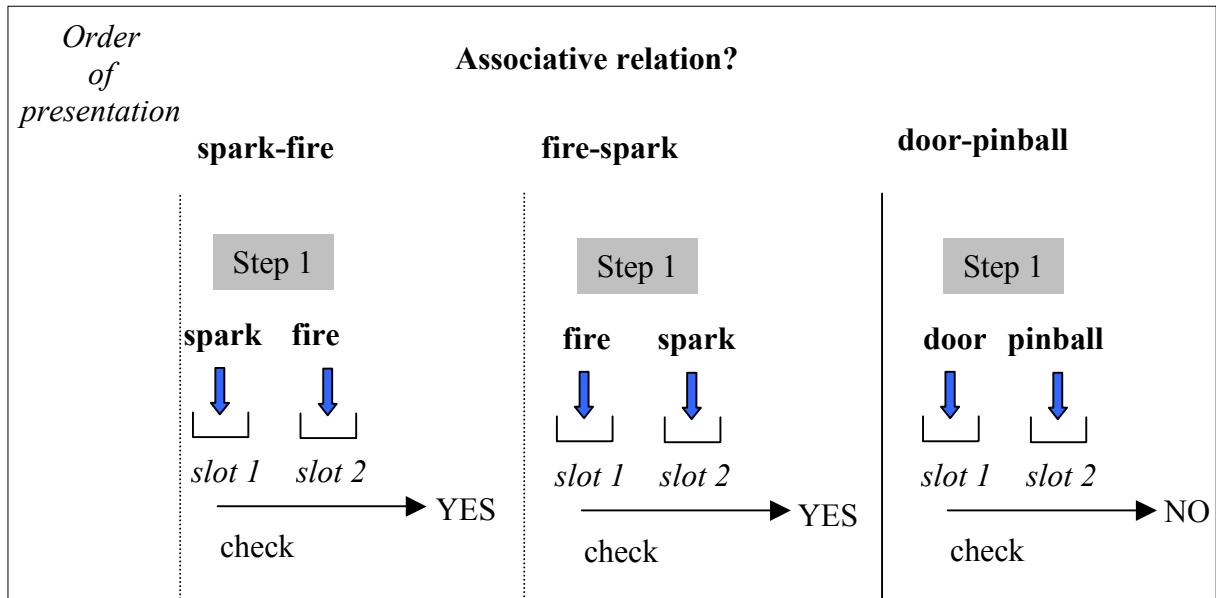 Order
of
presentation
Associative relation?
spark-fire
fire-spark
door-pinball
Step 1
Step 1
Step 1
spark fire
fire spark
door pinball
slot 1 slot 2
slot 1 slot 2
slot 1 slot 2
YES
YES
NO
check
check
check